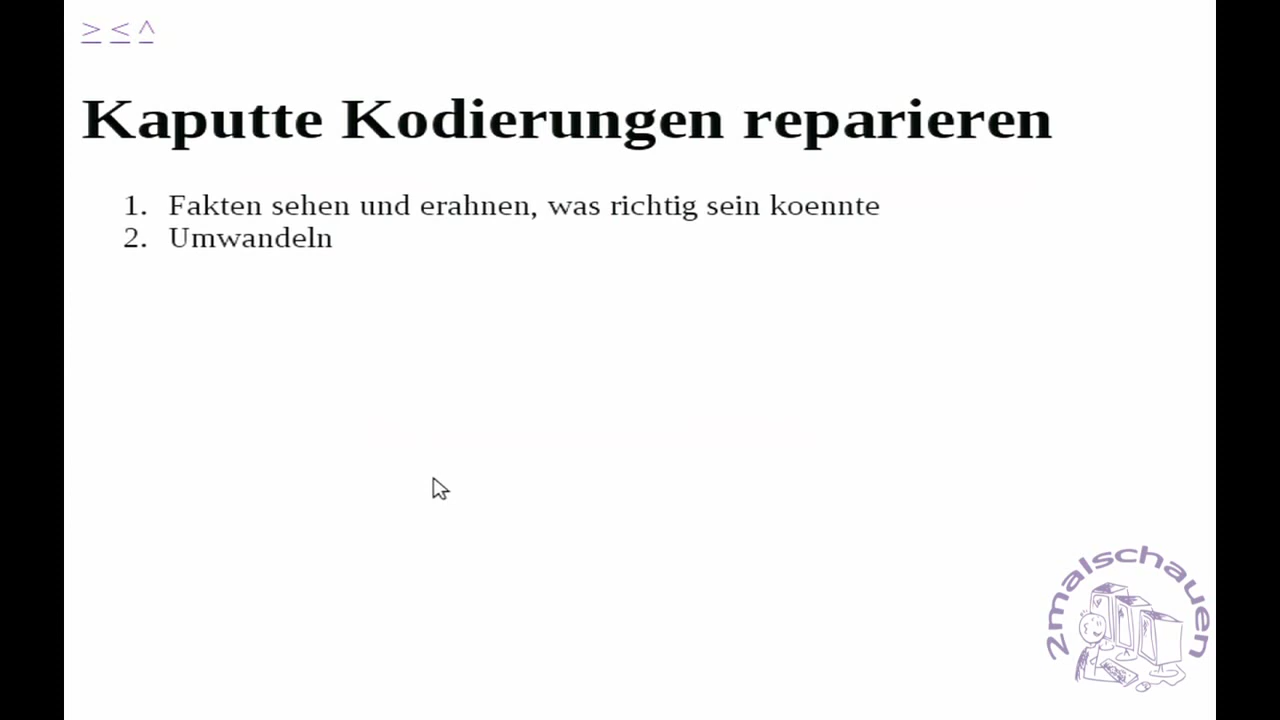 > < ^
Kaputte Kodierungen reparieren
1. Fakten sehen und erahnen, was richtig sein koennte
2. Umwandeln
2malschauen